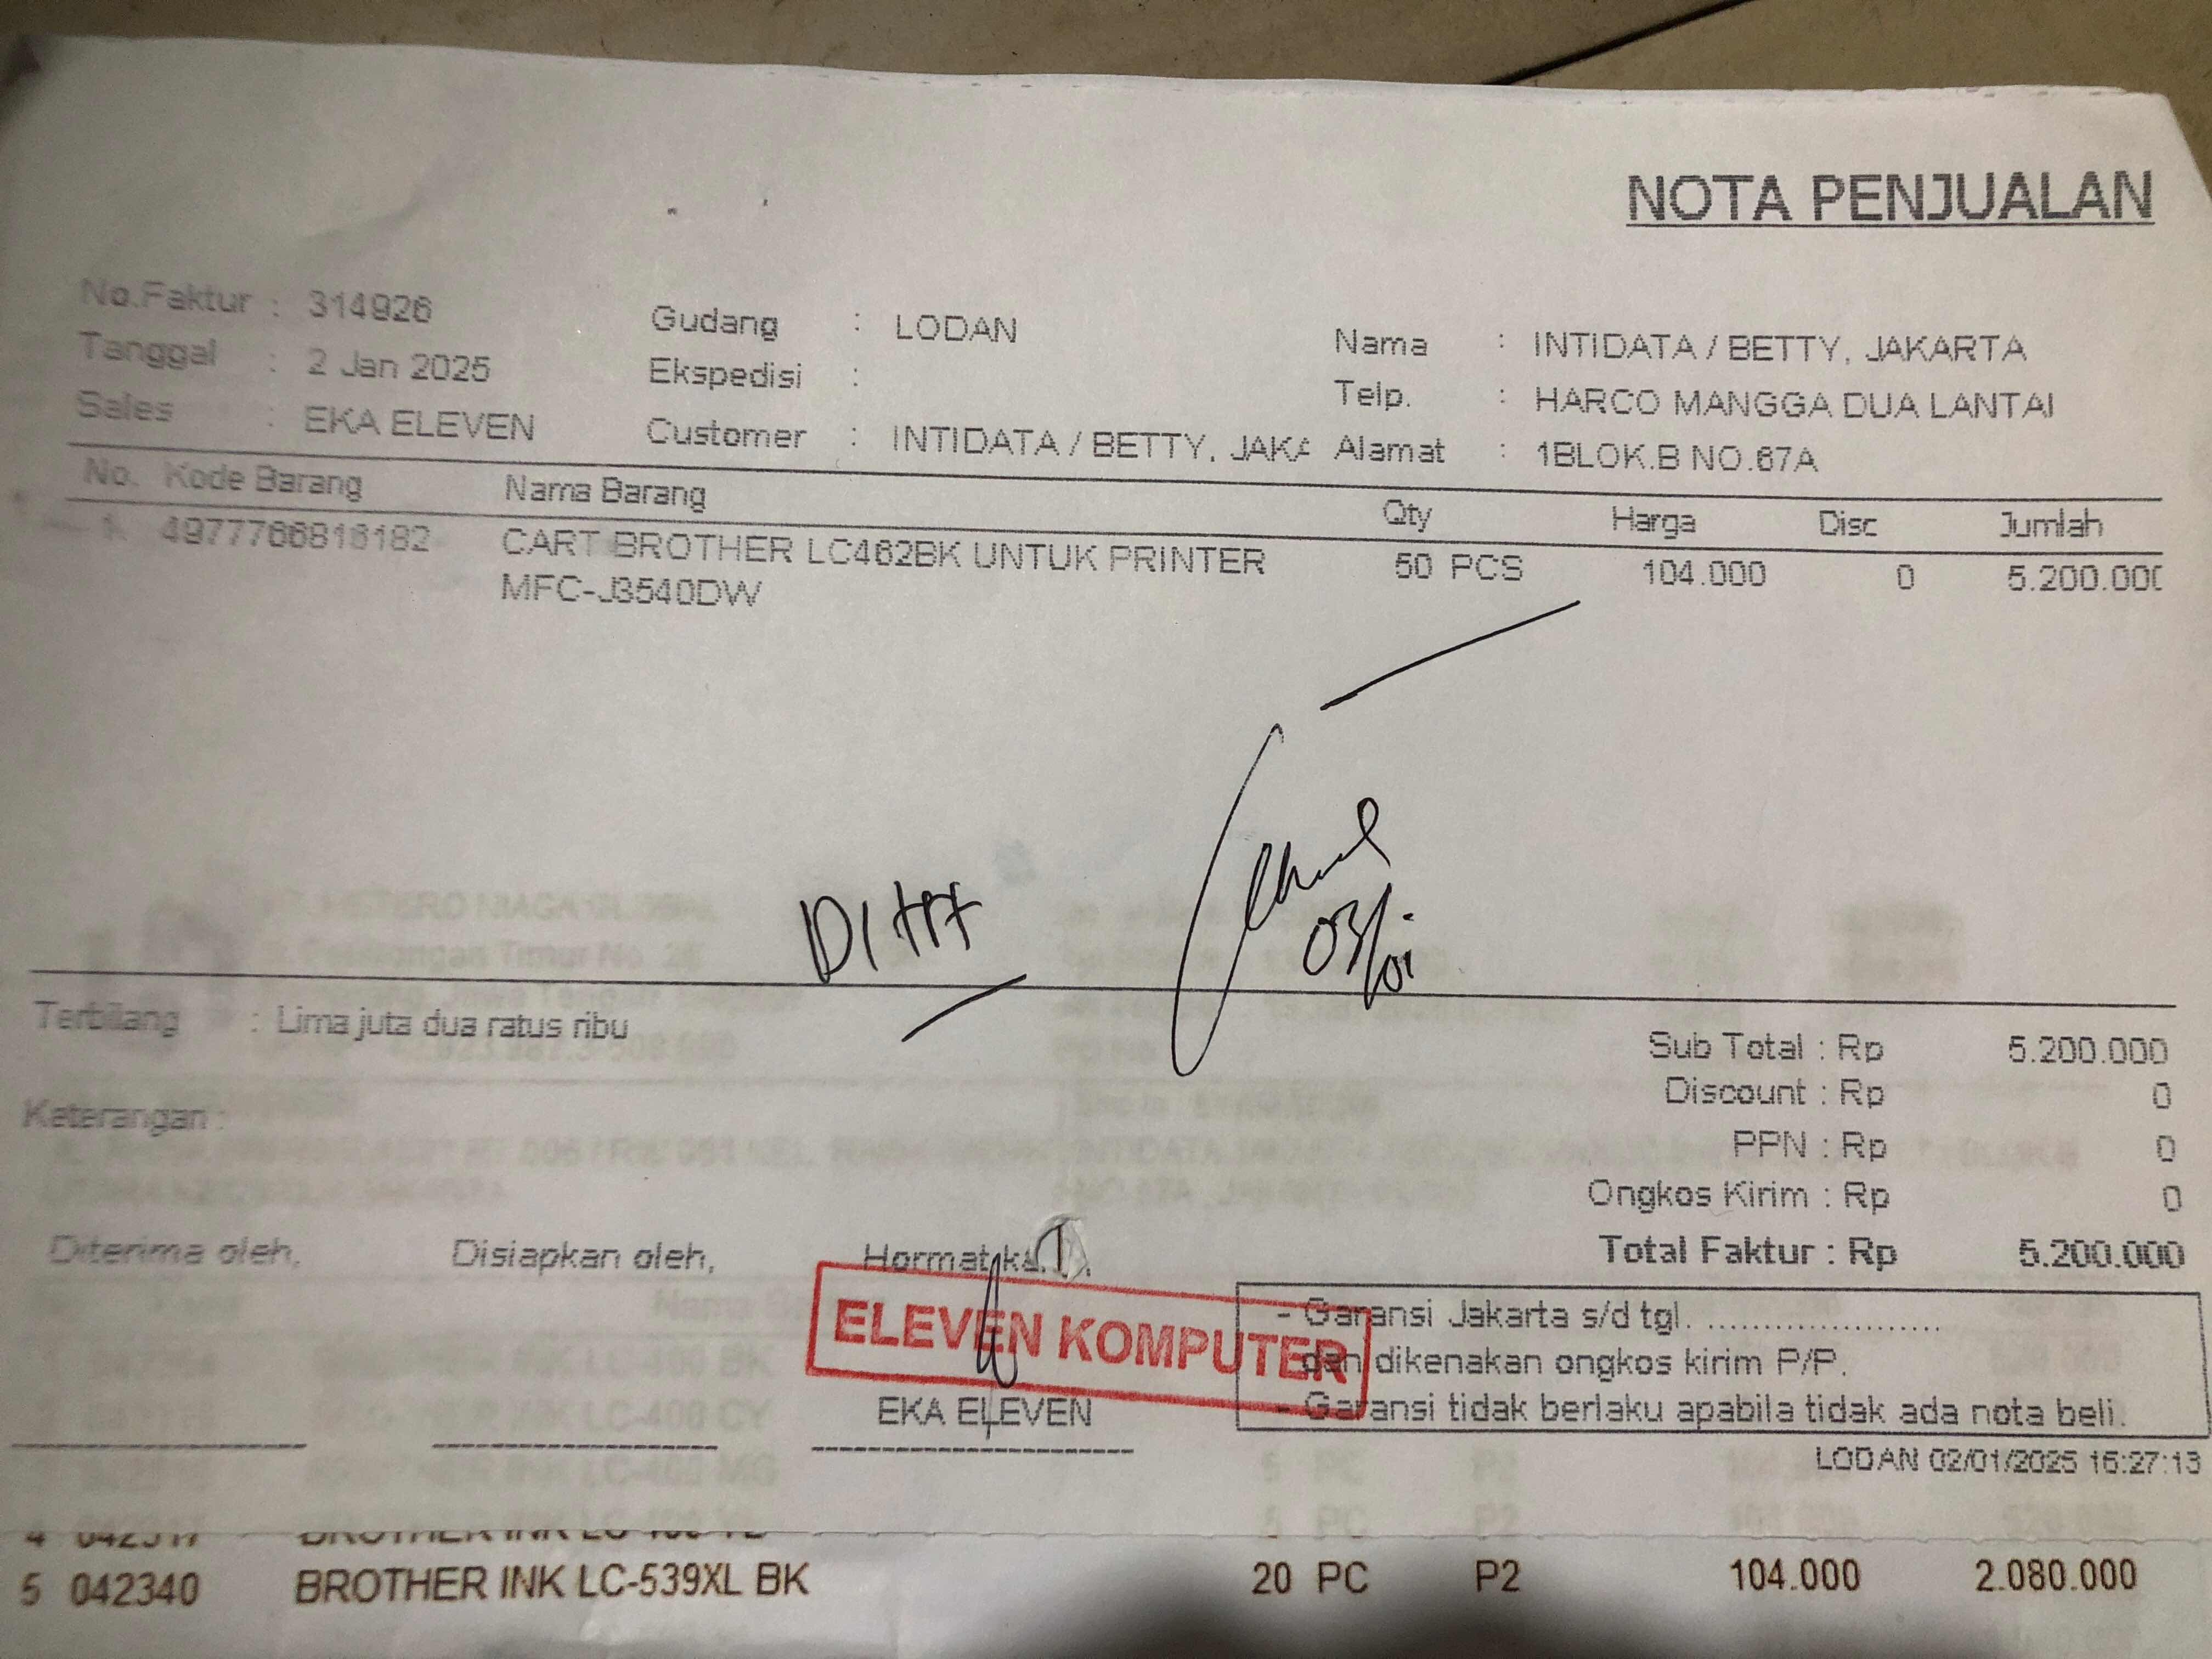 NOTA PENJUALAN
No.Faktur : 314926
Tanggal : 2 Jan 2025
Sales : EKA ELEVEN
Gudang : LODAN
Ekspedisi :
Customer : INTIDATA / BETTY, JAKA
Nama : INTIDATA / BETTY, JAKARTA
Telp. : HARCO MANGGA DUA LANTAI
Alamat : 1BLOK.B NO.67A
No. Kode Barang Nama Barang Qty Harga Disc Jumlah
1. 4977766816182 CART BROTHER LC462BK UNTUK PRINTER 50 PCS 104.000 0 5.200.000
MFC-J3540DW
03/01
Terbilang : Lima juta dua ratus ribu
Keterangan :
Sub Total : Rp 5.200.000
Discount : Rp 0
PPN : Rp 0
Ongkos Kirim : Rp 0
Total Faktur : Rp 5.200.000
Diterima oleh, Disiapkan oleh, Hormat
ELEVEN KOMPUTER
EKA ELEVEN
- Garansi Jakarta s/d tgl. ......................
dan dikenakan ongkos kirim P/P.
- Garansi tidak berlaku apabila tidak ada nota beli.
LODAN 02/01/2025 16:27:13
5 042340 BROTHER INK LC-539XL BK 20 PC P2 104.000 2.080.000